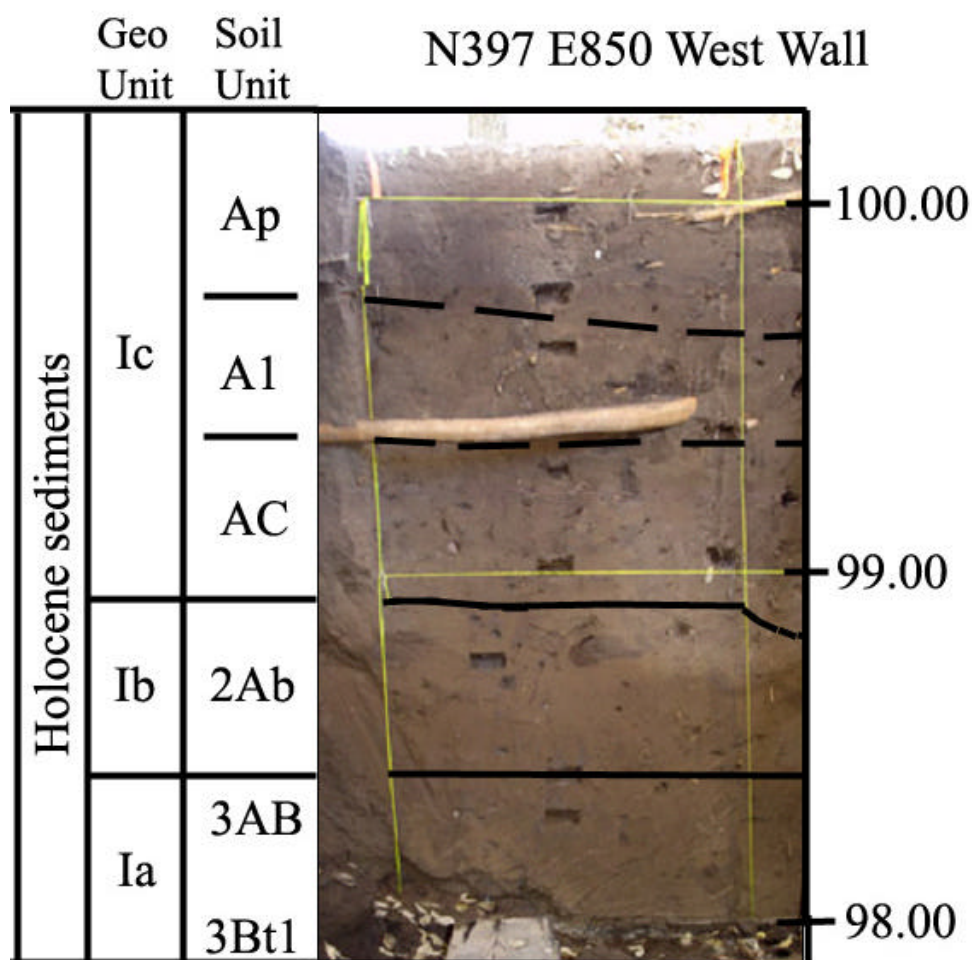 Geo
Unit
Soil
Unit
N397 E850 West Wall
Holocene sediments
Ic
Ib
Ia
Ap
A1
AC
2Ab
3AB
3Bt1
100.00
99.00
98.00